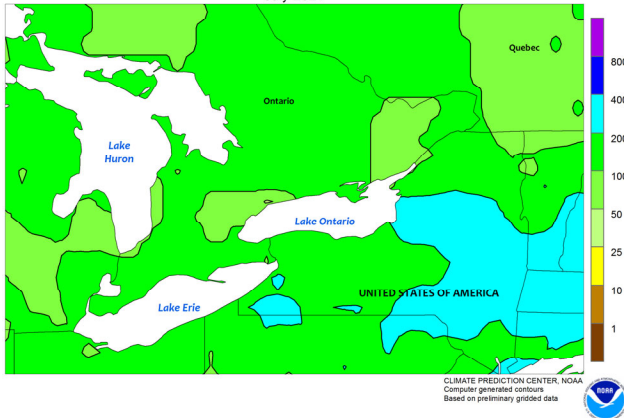 Quebec
Ontario
Lake
Huron
Lake Ontario
Lake Erie
UNITED STATES OF AMERICA
800
400
200
100
50
25
10
1
CLIMATE PREDICTION CENTER, NOAA
Computer generated contours
Based on preliminary gridded data
NOAA